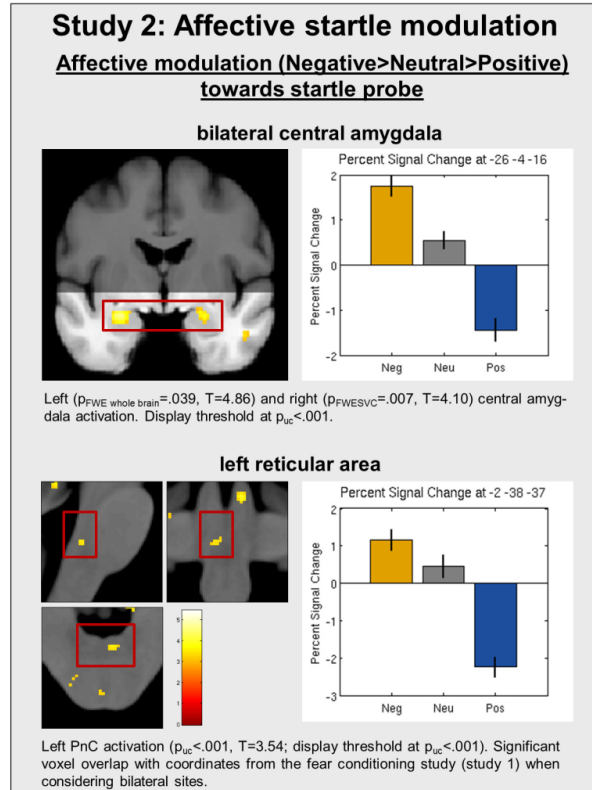 Study 2: Affective startle modulation
Affective modulation (Negative>Neutral>Positive)
towards startle probe
bilateral central amygdala
Percent Signal Change at -26 -4 -16
Percent Signal Change
2
1
0
-1
-2
Neg
Neu
Pos
Left (pFWE whole brain=.039, T=4.86) and right (pFWESVC=.007, T=4.10) central amyg-
dala activation. Display threshold at puc<.001.
left reticular area
5
4
3
2
1
0
Percent Signal Change at -2 -38 -37
Percent Signal Change
2
1
0
-1
-2
-3
Neg
Neu
Pos
Left PnC activation (puc<.001, T=3.54; display threshold at puc<.001). Significant
voxel overlap with coordinates from the fear conditioning study (study 1) when
considering bilateral sites.